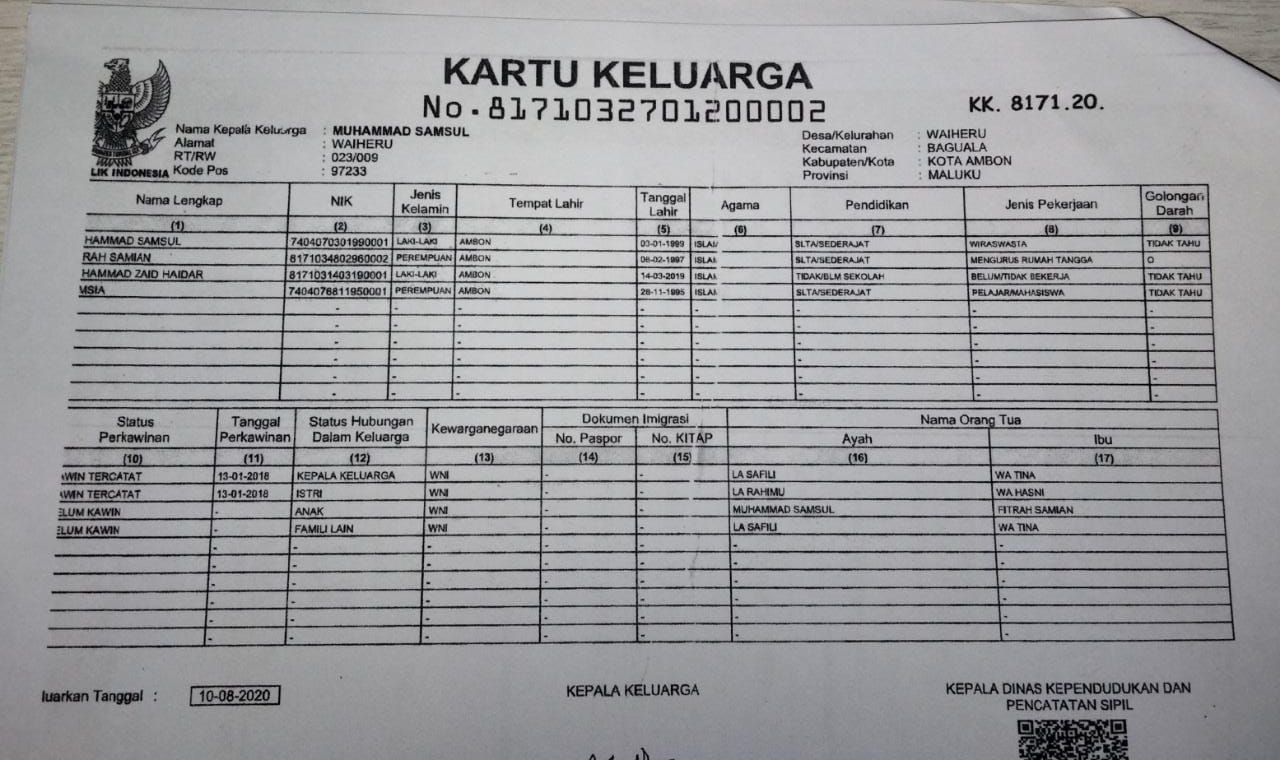 KARTU KELUARGA
No. 8171032701200002
KK. 8171.20.
LIK INDONESIA
Nama Kepala Keluarga : MUHAMMAD SAMSUL
Alamat : WAIHERU
RT/RW : 023/009
Kode Pos : 97233
Desa/Kelurahan : WAIHERU
Kecamatan : BAGUALA
Kabupaten/Kota : KOTA AMBON
Provinsi : MALUKU
Nama Lengkap NIK Jenis Kelamin Tempat Lahir Tanggal Lahir Agama Pendidikan Jenis Pekerjaan Golongan Darah
(1) (2) (3) (4) (5) (6) (7) (8) (9)
HAMMAD SAMSUL 7404070301990001 LAKI-LAKI AMBON 03-01-1999 ISLAM SLTA/SEDERAJAT WIRASWASTA TIDAK TAHU
RAH SAMIAN 8171034802960002 PEREMPUAN AMBON 08-02-1997 ISLAM SLTA/SEDERAJAT MENGURUS RUMAH TANGGA O
HAMMAD ZAID HAIDAR 8171031403190001 LAKI-LAKI AMBON 14-03-2019 ISLAM TIDAK/BLM SEKOLAH BELUM/TIDAK BEKERJA TIDAK TAHU
MSIA 7404076811950001 PEREMPUAN AMBON 28-11-1995 ISLAM SLTA/SEDERAJAT PELAJAR/MAHASISWA TIDAK TAHU
- - - - - - - -
- - - - - - - -
- - - - - - - -
- - - - - - - -
- - - - - - - -
- - - - - - - -
Status Perkawinan Tanggal Perkawinan Status Hubungan Dalam Keluarga Kewarganegaraan Dokumen Imigrasi Nama Orang Tua
No. Paspor No. KITAP Ayah Ibu
(10) (11) (12) (13) (14) (15) (16) (17)
AWIN TERCATAT 13-01-2018 KEPALA KELUARGA WNI - - LA SAFILI WA TINA
AWIN TERCATAT 13-01-2018 ISTRI WNI - - LA RAHIMU WA HASNI
ELUM KAWIN - ANAK WNI - - MUHAMMAD SAMSUL FITRAH SAMIAN
ELUM KAWIN - FAMILI LAIN WNI - - LA SAFILI WA TINA
- - - - - - -
- - - - - - -
- - - - - - -
- - - - - - -
- - - - - - -
- - - - - - -
luarkan Tanggal : 10-08-2020
KEPALA KELUARGA
KEPALA DINAS KEPENDUDUKAN DAN
PENCATATAN SIPIL